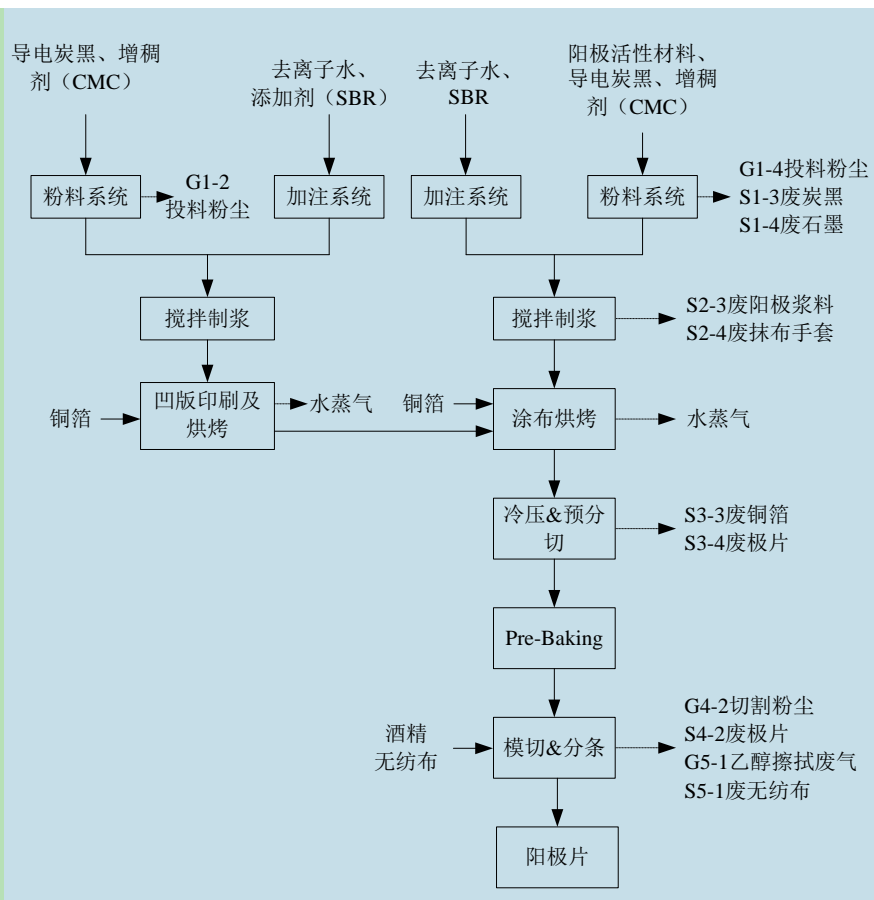 导电炭黑、增稠
剂（CMC）
去离子水、
添加剂（SBR）
去离子水、
SBR
阳极活性材料、
导电炭黑、增稠
剂（CMC）
粉料系统
G1-2
投料粉尘
加注系统
加注系统
粉料系统
G1-4投料粉尘
S1-3废炭黑
S1-4废石墨
搅拌制浆
搅拌制浆
S2-3废阳极浆料
S2-4废抹布手套
铜箔
凹版印刷及
烘烤
水蒸气
铜箔
涂布烘烤
水蒸气
冷压&预分
切
S3-3废铜箔
S3-4废极片
Pre-Baking
酒精
无纺布
模切&分条
G4-2切割粉尘
S4-2废极片
G5-1乙醇擦拭废气
S5-1废无纺布
阳极片